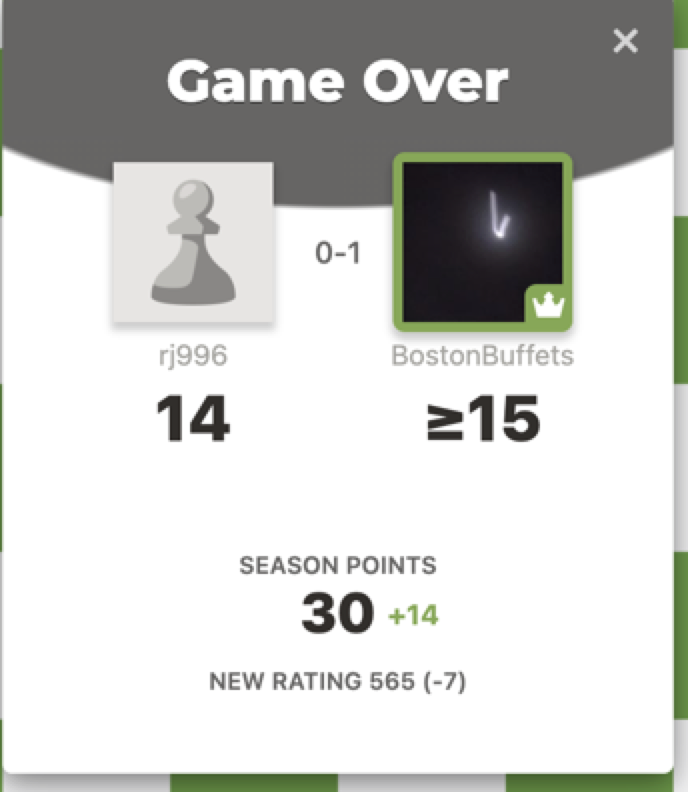 Game Over
0-1
rj996
BostonBuffets
14
≥15
SEASON POINTS
30 +14
NEW RATING 565 (-7)